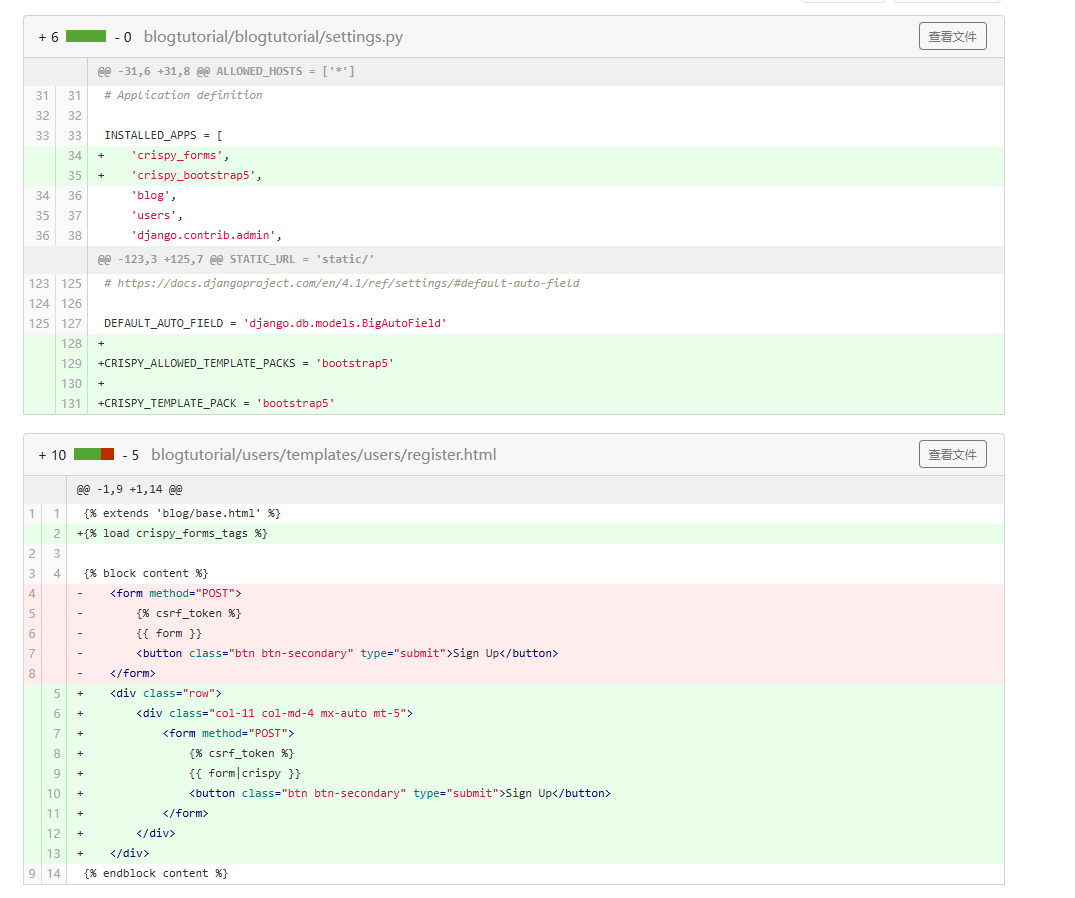 + 6 - 0 blogtutorial/blogtutorial/settings.py 查看文件
@@ -31,6 +31,8 @@ ALLOWED_HOSTS = ['*']
31 31 # Application definition
32 32
33 33 INSTALLED_APPS = [
34 + 'crispy_forms',
35 + 'crispy_bootstrap5',
34 36 'blog',
35 37 'users',
36 38 'django.contrib.admin',
@@ -123,3 +125,7 @@ STATIC_URL = 'static/'
123 125 # https://docs.djangoproject.com/en/4.1/ref/settings/#default-auto-field
124 126
125 127 DEFAULT_AUTO_FIELD = 'django.db.models.BigAutoField'
128 +
129 +CRISPY_ALLOWED_TEMPLATE_PACKS = 'bootstrap5'
130 +
131 +CRISPY_TEMPLATE_PACK = 'bootstrap5'
+ 10 - 5 blogtutorial/users/templates/users/register.html 查看文件
@@ -1,9 +1,14 @@
1 1 {% extends 'blog/base.html' %}
2 +{% load crispy_forms_tags %}
2 3
3 4 {% block content %}
4 - <form method="POST">
5 - {% csrf_token %}
6 - {{ form }}
7 - <button class="btn btn-secondary" type="submit">Sign Up</button>
8 - </form>
5 + <div class="row">
6 + <div class="col-11 col-md-4 mx-auto mt-5">
7 + <form method="POST">
8 + {% csrf_token %}
9 + {{ form|crispy }}
10 + <button class="btn btn-secondary" type="submit">Sign Up</button>
11 + </form>
12 + </div>
13 + </div>
9 14 {% endblock content %}